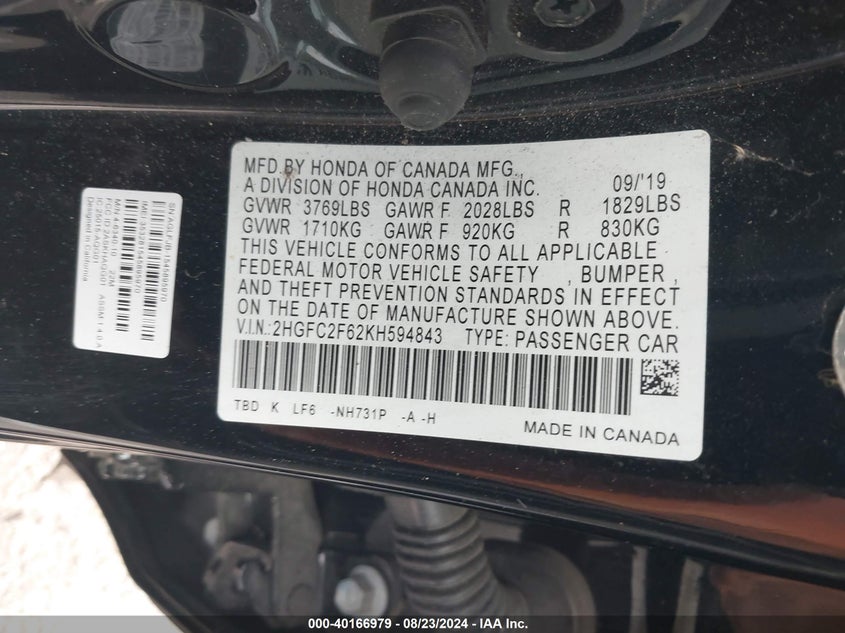 MFD.BY HONDA OF CANADA MFG.,
A DIVISION OF HONDA CANADA INC. 09/'19
GVWR 3769LBS GAWR F 2028LBS R 1829LBS
GVWR 1710KG GAWR F 920KG R 830KG
THIS VEHICLE CONFORMS TO ALL APPLICABLE
FEDERAL MOTOR VEHICLE SAFETY , BUMPER ,
AND THEFT PREVENTION STANDARDS IN EFFECT
ON THE DATE OF MANUFACTURE SHOWN ABOVE.
V.I.N.:2HGFC2F62KH594843 TYPE: PASSENGER CAR
TBD K LF6 -NH731P -A -H
MADE IN CANADA
Designed in California
000-40166979 - 08/23/2024 - IAA Inc.